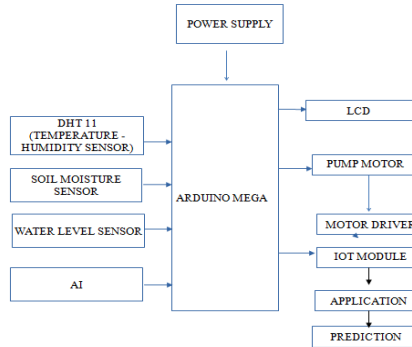 POWER SUPPLY
DHT 11
(TEMPERATURE -
HUMIDITY SENSOR)
SOIL MOISTURE
SENSOR
WATER LEVEL SENSOR
AI
ARDUINO MEGA
LCD
PUMP MOTOR
MOTOR DRIVER
IOT MODULE
APPLICATION
PREDICTION